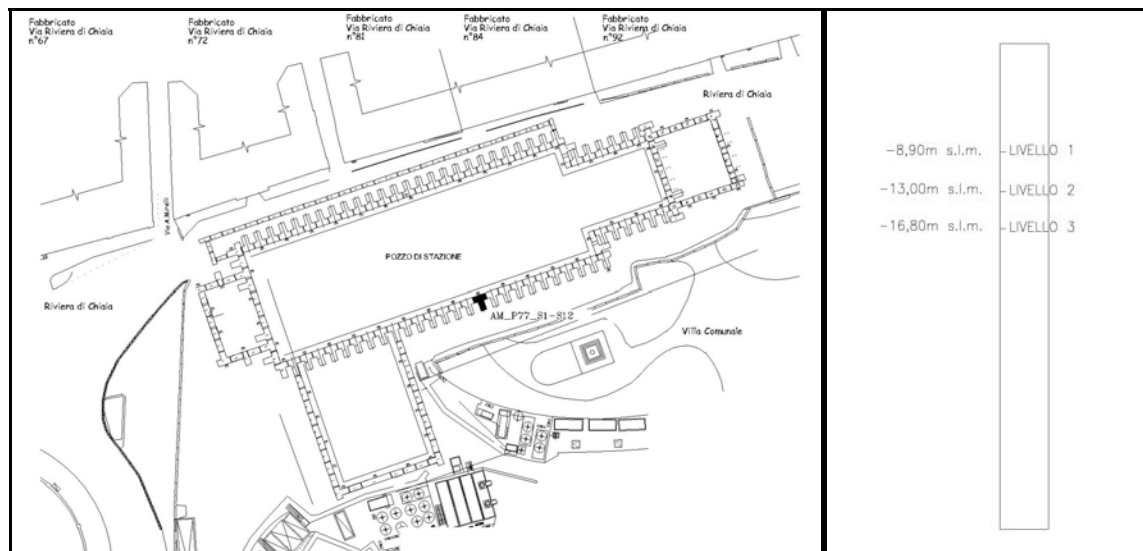 Fabbricato
Via Riviera di Chiaia
n°67
Fabbricato
Via Riviera di Chiaia
n°72
Fabbricato
Via Riviera di Chiaia
n°81
Fabbricato
Via Riviera di Chiaia
n°84
Fabbricato
Via Riviera di Chiaia
n°92
Riviera di Chiaia
Via A.Mirelli
POZZO DI STAZIONE
Riviera di Chiaia
AM_P77_S1-S12
Villa Comunale
-8,90m s.l.m. LIVELLO 1
-13,00m s.l.m. LIVELLO 2
-16,80m s.l.m. LIVELLO 3